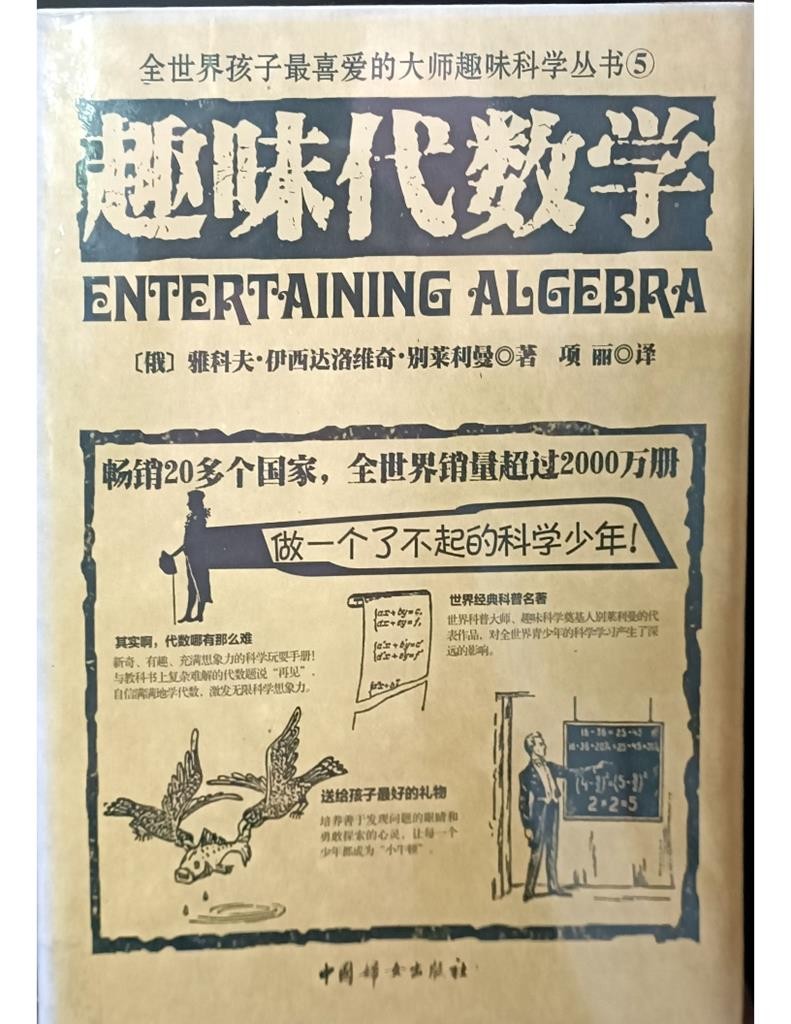 全世界孩子最喜爱的大师趣味科学丛书⑤
趣味代数学
ENTERTAINING ALGEBRA
〔俄〕雅科夫·伊西达洛维奇·别莱利曼◎著 项 丽◎译
畅销20多个国家，全世界销量超过2000万册
做一个了不起的科学少年！
其实啊，代数哪有那么难
新奇、有趣、充满想象力的科学玩耍手册！
与教科书上复杂难解的代数题说“再见”，
自信满满地学代数，激发无限科学想象力。
ax+by=c,
dx+ey=f,
a'x+b'y=c'
d'x+e'y=f'
世界经典科普名著
世界科普大师、趣味科学奠基人别莱利曼的代
表作品，对全世界青少年的科学学习产生了深
远的影响。
送给孩子最好的礼物
培养善于发现问题的眼睛和
勇敢探索的心灵，让每一个
少年都成为“小牛顿”。
16-36=25-45
2×2=5
中国妇女出版社